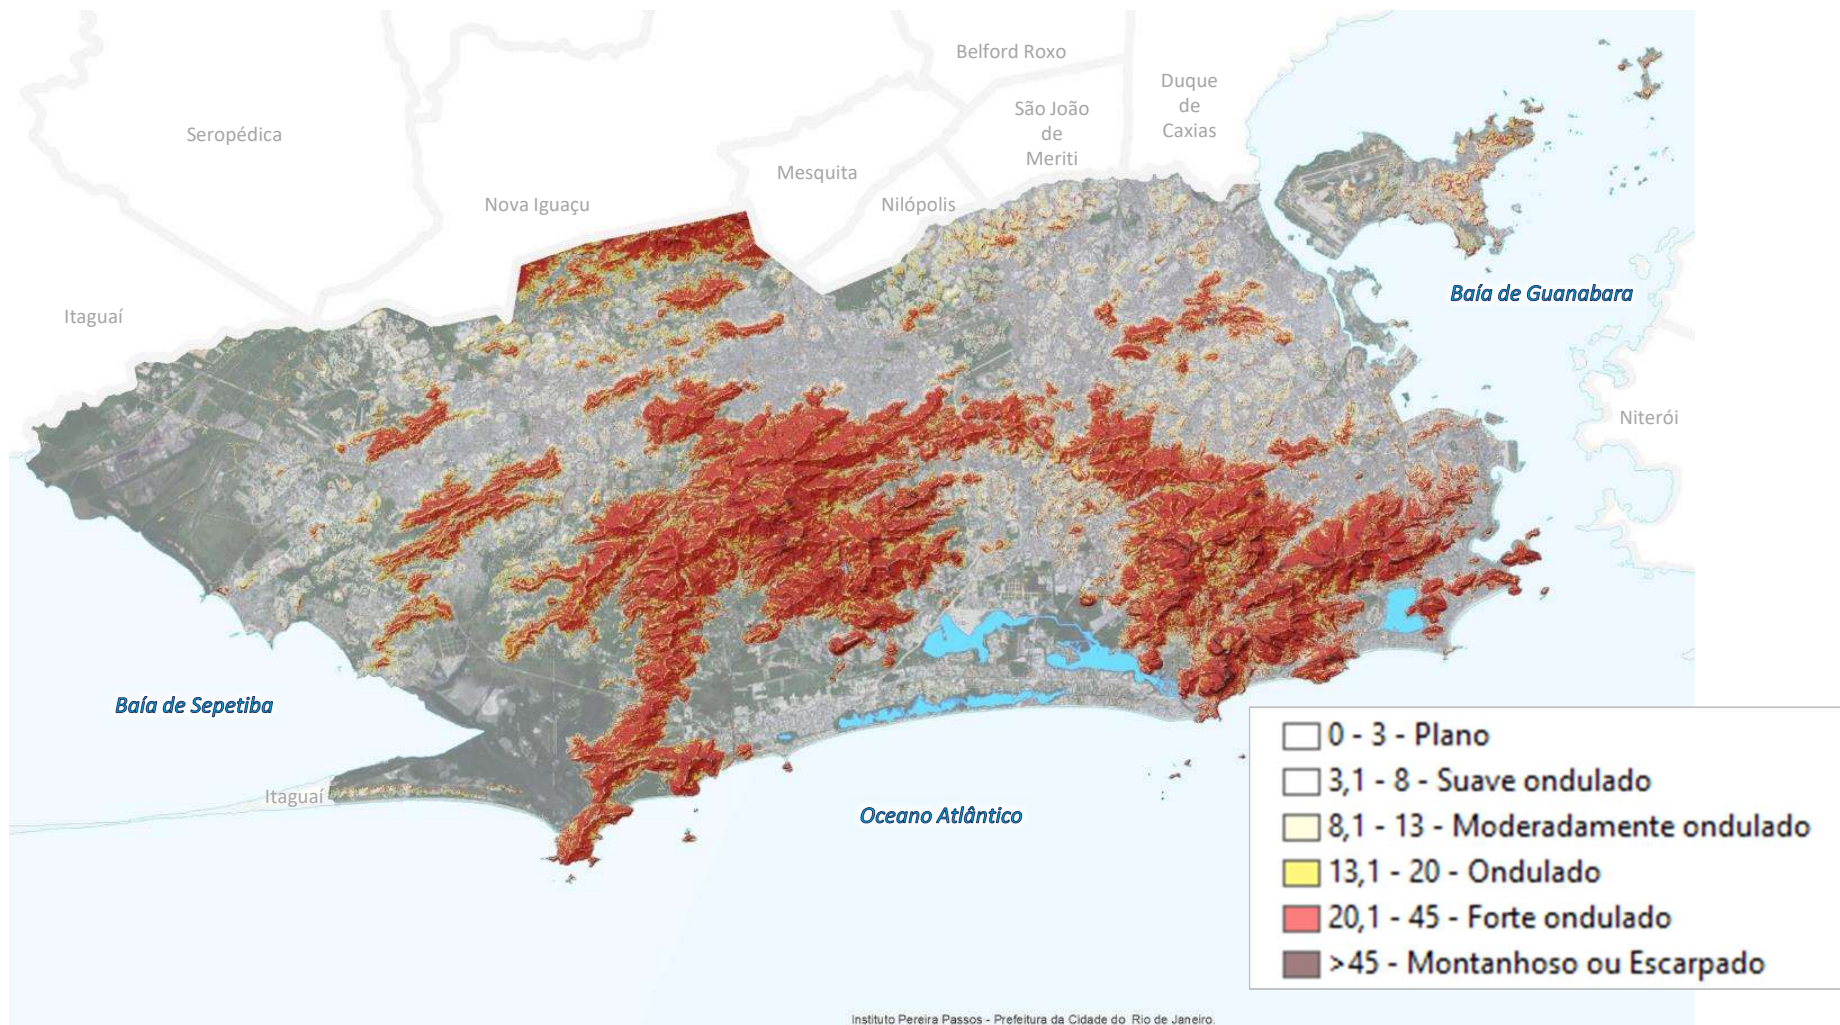 Belford Roxo
Duque
de
Caxias
São João
de
Meriti
Seropédica
Mesquita
Nova Iguaçu
Nilópolis
Itaguaí
Baía de Guanabara
Niterói
Baía de Sepetiba
Itaguaí
Oceano Atlântico
0 - 3 - Plano
3,1 - 8 - Suave ondulado
8,1 - 13 - Moderadamente ondulado
13,1 - 20 - Ondulado
20,1 - 45 - Forte ondulado
>45 - Montanhoso ou Escarpado
Instituto Pereira Passos - Prefeitura da Cidade do Rio de Janeiro.